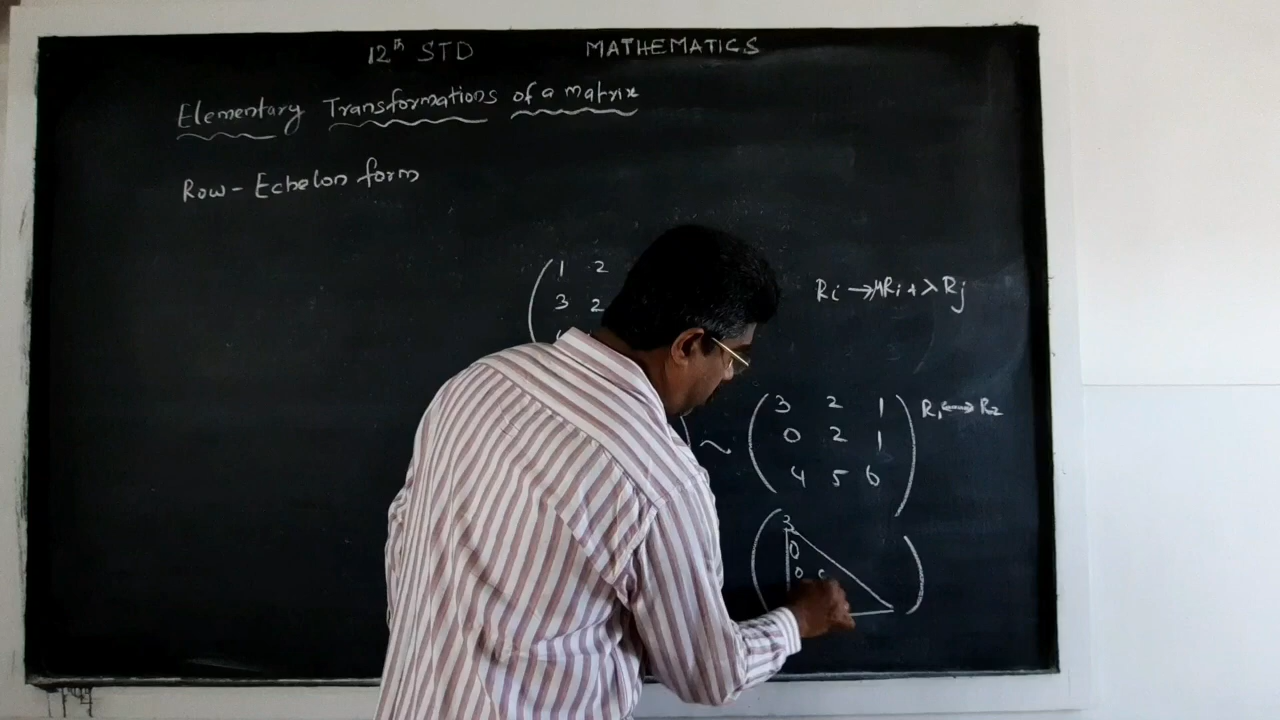 12th STD MATHEMATICS
Elementary Transformations of a matrix
Row - Echelon form
1 2
3 2
Ri → μRi + λRj
~ 3 2 1 R1 ↔ R2
0 2 1
4 5 6
3
0
0